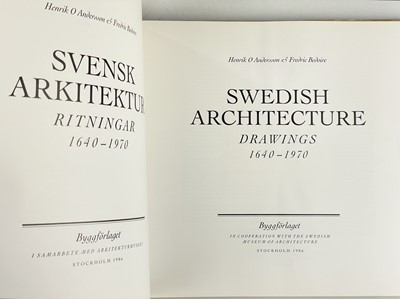 Henrik O Andersson & Fredric Bedoire
SVENSK
ARKITEKTUR
RITNINGAR
1640–1970
Byggförlaget
I SAMARBETE MED ARKITEKTURMUSEET
STOCKHOLM 1986
Henrik O Andersson & Fredric Bedoire
SWEDISH
ARCHITECTURE
DRAWINGS
1640–1970
Byggförlaget
IN COOPERATION WITH THE SWEDISH
MUSEUM OF ARCHITECTURE
STOCKHOLM 1986